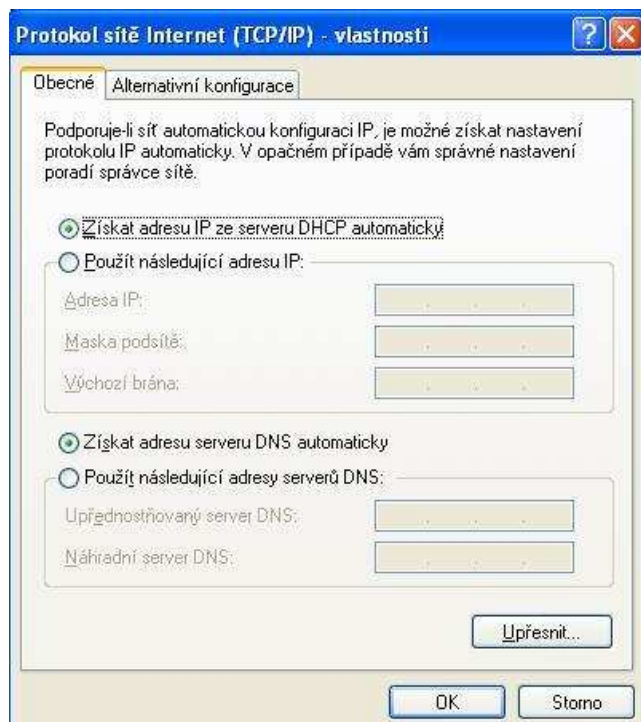 Protokol sítě Internet (TCP/IP) - vlastnosti
Obecné
Alternativní konfigurace
Podporuje-li síť automatickou konfiguraci IP, je možné získat nastavení
protokolu IP automaticky. V opačném případě vám správné nastavení
poradí správce sítě.
Získat adresu IP ze serveru DHCP automaticky
Použít následující adresu IP:
Adresa IP:
Maska podsítě:
Výchozí brána:
Získat adresu serveru DNS automaticky
Použít následující adresy serverů DNS:
Upřednostňovaný server DNS:
Náhradní server DNS:
Upřesnit...
OK
Storno